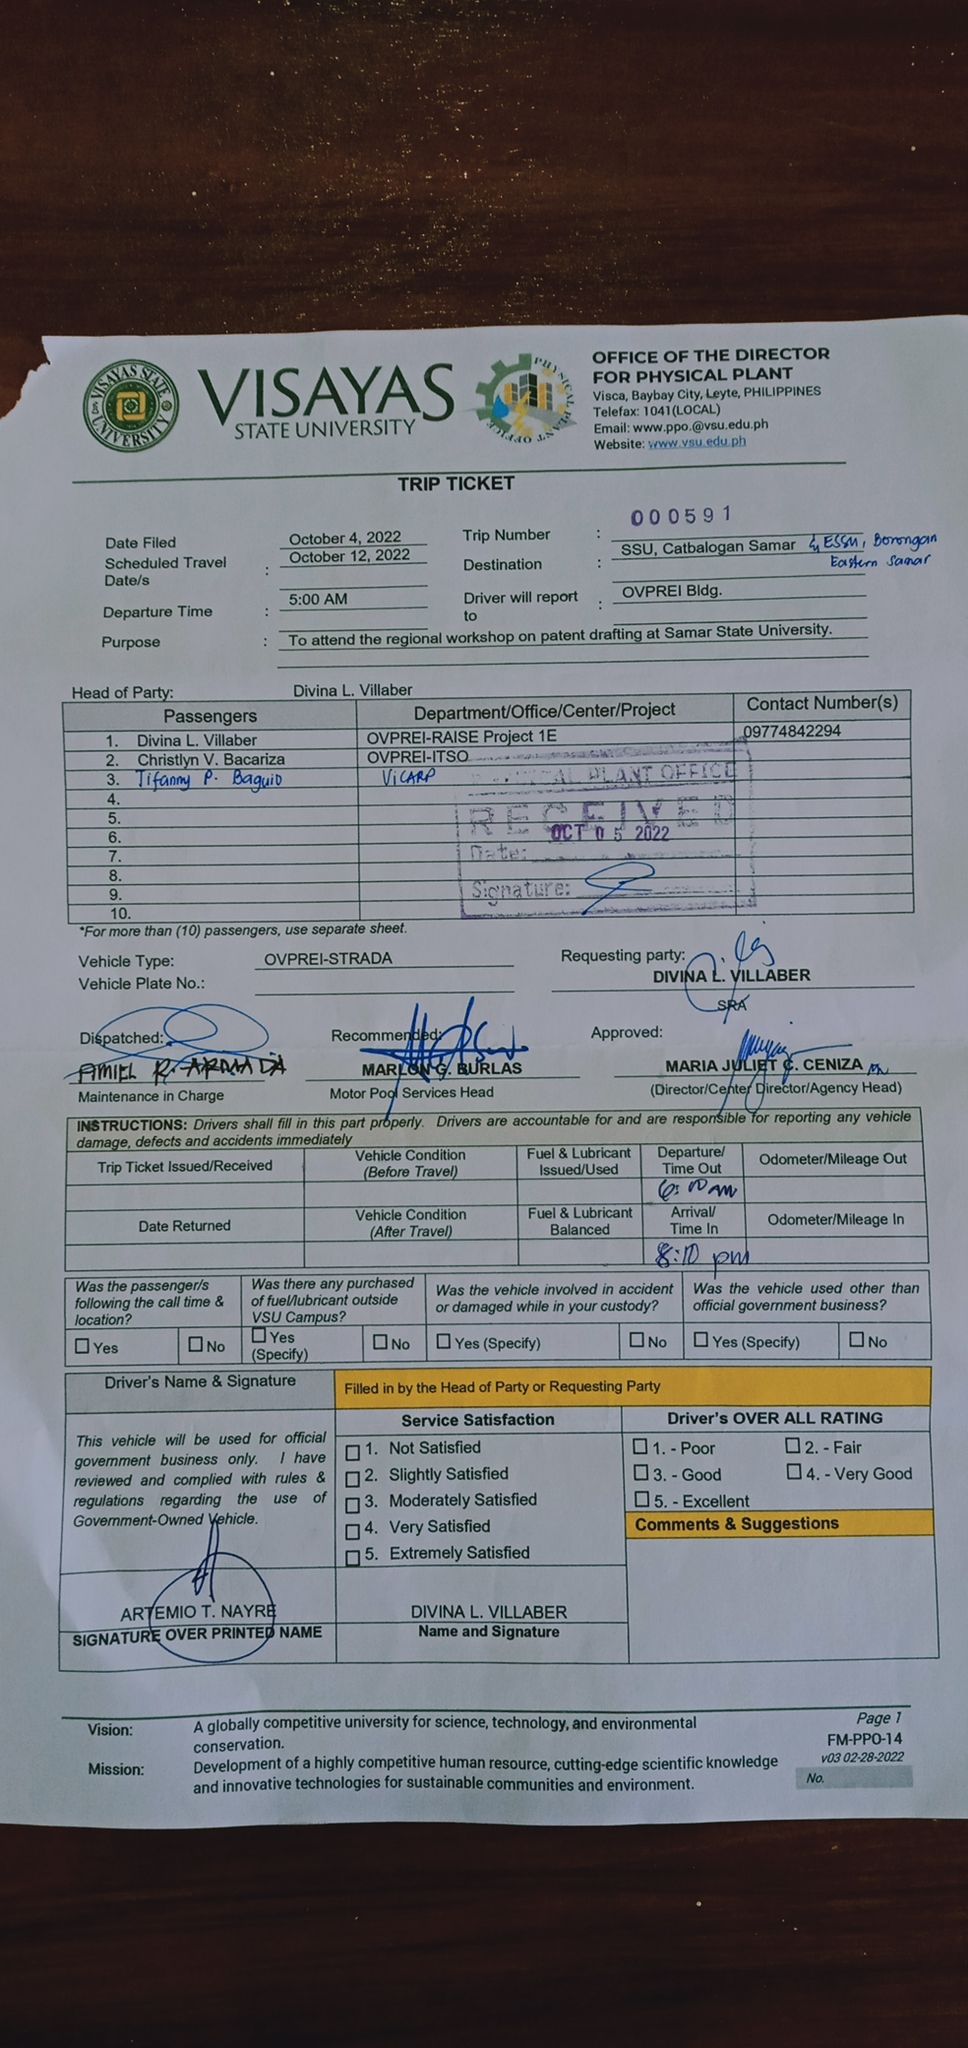 VISAYAS
STATE UNIVERSITY
VISAYAS STATE UNIVERSITY
PHYSICAL PLANT OFFICE
OFFICE OF THE DIRECTOR
FOR PHYSICAL PLANT
Visca, Baybay City, Leyte, PHILIPPINES
Telefax: 1041(LOCAL)
Email: www.ppo.@vsu.edu.ph
Website: www.vsu.edu.ph
TRIP TICKET
Date Filed October 4, 2022 Trip Number : 000591
Scheduled Travel Date/s : October 12, 2022 Destination : SSU, Catbalogan Samar & ESSU, Borongan
Eastern Samar
Departure Time : 5:00 AM Driver will report to : OVPREI Bldg.
Purpose : To attend the regional workshop on patent drafting at Samar State University.
Head of Party: Divina L. Villaber
Passengers Department/Office/Center/Project Contact Number(s)
1. Divina L. Villaber OVPREI-RAISE Project 1E 09774842294
2. Christlyn V. Bacariza OVPREI-ITSO
3. Tifanny P. Baguio ViCARP
4.
5.
6.
7.
8.
9.
10.
PHYSICAL PLANT OFFICE
RECEIVED
OCT 05 2022
Date:
Signature:
*For more than (10) passengers, use separate sheet.
Vehicle Type: OVPREI-STRADA Requesting party:
Vehicle Plate No.: DIVINA L. VILLABER
SRA
Dispatched: Recommended: Approved:
AMIEL R. ARMADA MARLON G. BURLAS MARIA JULIET C. CENIZA
Maintenance in Charge Motor Pool Services Head (Director/Center Director/Agency Head)
INSTRUCTIONS: Drivers shall fill in this part properly. Drivers are accountable for and are responsible for reporting any vehicle
damage, defects and accidents immediately
Trip Ticket Issued/Received Vehicle Condition (Before Travel) Fuel & Lubricant Issued/Used Departure/ Time Out Odometer/Mileage Out
6:10 am
Date Returned Vehicle Condition (After Travel) Fuel & Lubricant Balanced Arrival/ Time In Odometer/Mileage In
8:10 pm
Was the passenger/s following the call time & location? Was there any purchased of fuel/lubricant outside VSU Campus? Was the vehicle involved in accident or damaged while in your custody? Was the vehicle used other than official government business?
Yes No Yes (Specify) No Yes (Specify) No Yes (Specify) No
Driver's Name & Signature Filled in by the Head of Party or Requesting Party
This vehicle will be used for official
government business only. I have
reviewed and complied with rules &
regulations regarding the use of
Government-Owned Vehicle.
Service Satisfaction
1. Not Satisfied
2. Slightly Satisfied
3. Moderately Satisfied
4. Very Satisfied
5. Extremely Satisfied
Driver's OVER ALL RATING
1. - Poor 2. - Fair
3. - Good 4. - Very Good
5. - Excellent
Comments & Suggestions
ARTEMIO T. NAYRE DIVINA L. VILLABER
SIGNATURE OVER PRINTED NAME Name and Signature
Vision: A globally competitive university for science, technology, and environmental
conservation.
Mission: Development of a highly competitive human resource, cutting-edge scientific knowledge
and innovative technologies for sustainable communities and environment.
Page 1
FM-PPO-14
v03 02-28-2022
No.